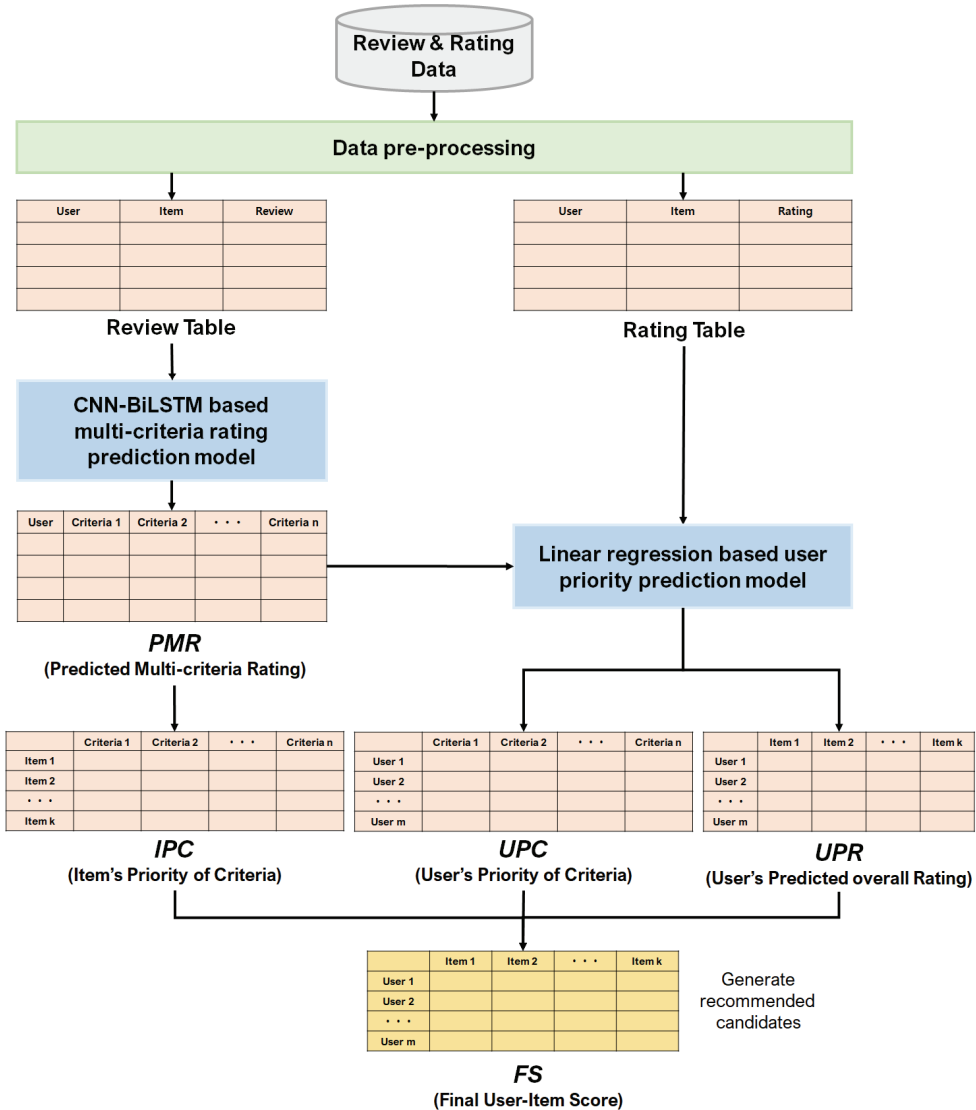 Review & Rating
Data
Data pre-processing
User Item Review
Review Table
User Item Rating
Rating Table
CNN-BiLSTM based
multi-criteria rating
prediction model
User Criteria 1 Criteria 2 · · · Criteria n
PMR
(Predicted Multi-criteria Rating)
Linear regression based user
priority prediction model
Criteria 1 Criteria 2 · · · Criteria n
Item 1
Item 2
· · ·
Item k
IPC
(Item’s Priority of Criteria)
Criteria 1 Criteria 2 · · · Criteria n
User 1
User 2
· · ·
User m
UPC
(User’s Priority of Criteria)
Item 1 Item 2 · · · Item k
User 1
User 2
· · ·
User m
UPR
(User’s Predicted overall Rating)
Item 1 Item 2 · · · Item k
User 1
User 2
· · ·
User m
FS
(Final User-Item Score)
Generate
recommended
candidates